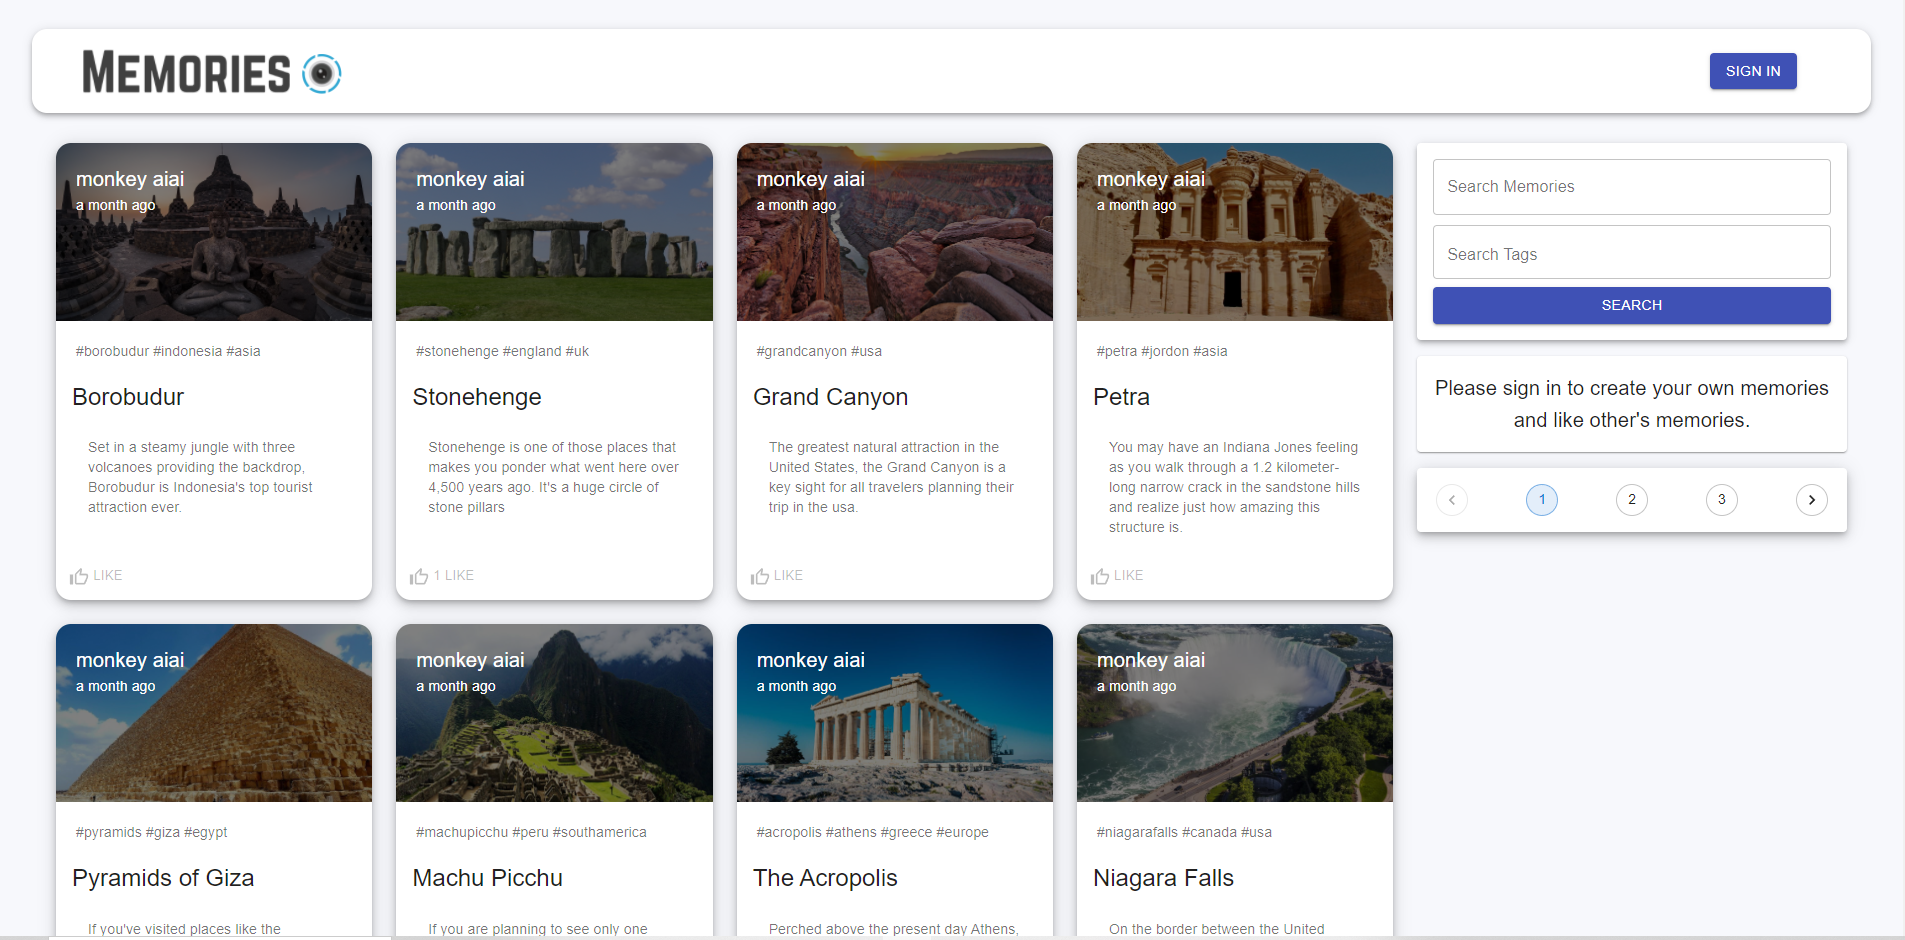 MEMORIES
SIGN IN
monkey aiai
a month ago
#borobudur #indonesia #asia
Borobudur
Set in a steamy jungle with three
volcanoes providing the backdrop,
Borobudur is Indonesia's top tourist
attraction ever.
LIKE
monkey aiai
a month ago
#stonehenge #england #uk
Stonehenge
Stonehenge is one of those places that
makes you ponder what went here over
4,500 years ago. It's a huge circle of
stone pillars
1 LIKE
monkey aiai
a month ago
#grandcanyon #usa
Grand Canyon
The greatest natural attraction in the
United States, the Grand Canyon is a
key sight for all travelers planning their
trip in the usa.
LIKE
monkey aiai
a month ago
#petra #jordon #asia
Petra
You may have an Indiana Jones feeling
as you walk through a 1.2 kilometer-
long narrow crack in the sandstone hills
and realize just how amazing this
structure is.
LIKE
Search Memories
Search Tags
SEARCH
Please sign in to create your own memories
and like other's memories.
1 2 3
monkey aiai
a month ago
#pyramids #giza #egypt
Pyramids of Giza
If you've visited places like the
monkey aiai
a month ago
#machupicchu #peru #southamerica
Machu Picchu
If you are planning to see only one
monkey aiai
a month ago
#acropolis #athens #greece #europe
The Acropolis
Perched above the present day Athens,
monkey aiai
a month ago
#niagarafalls #canada #usa
Niagara Falls
On the border between the United